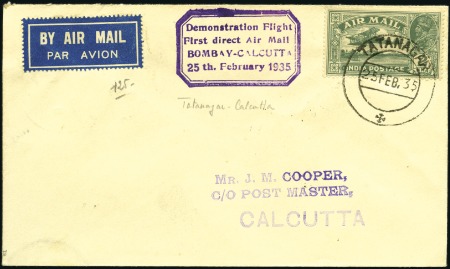 BY AIR MAIL
PAR AVION
Demonstration Flight
First direct Air Mail
BOMBAY-CALCUTTA
25 th. February 1935
AIR MAIL
INDIA POSTAGE
TATANAGAR
23 FEB. 35
125.-
Tatanagar - Calcutta
MR. J. M. COOPER,
C/O POST MASTER,
CALCUTTA